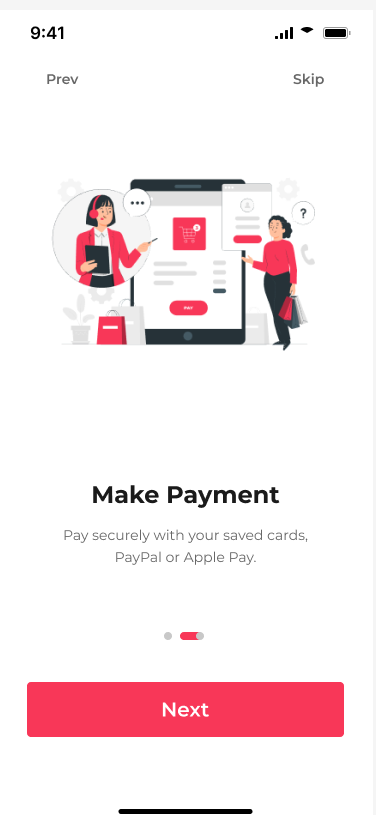 9:41
Prev
Skip
?
Make Payment
Pay securely with your saved cards,
PayPal or Apple Pay.
Next